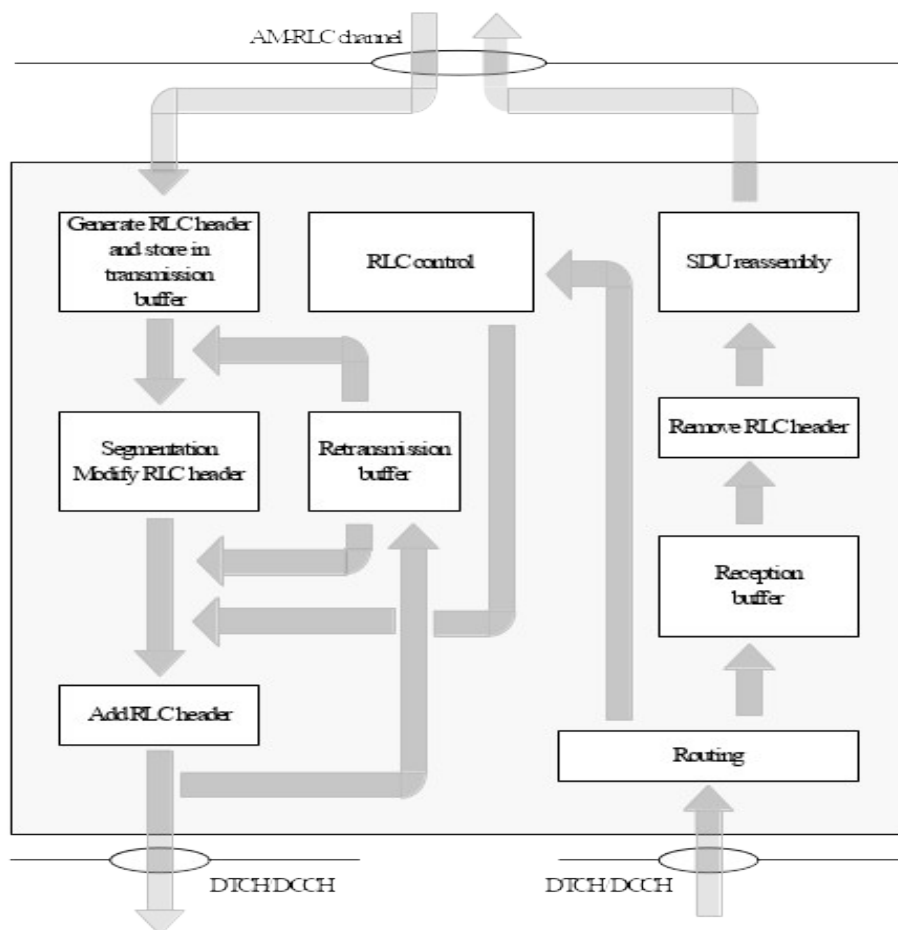 AM-RLC channel
Generate RLC header
and store in
transmission
buffer
RLC control
SDU reassembly
Segmentation
Modify RLC header
Retransmission
buffer
Remove RLC header
Reception
buffer
Add RLC header
Routing
DTCH/DCCH
DTCH/DCCH